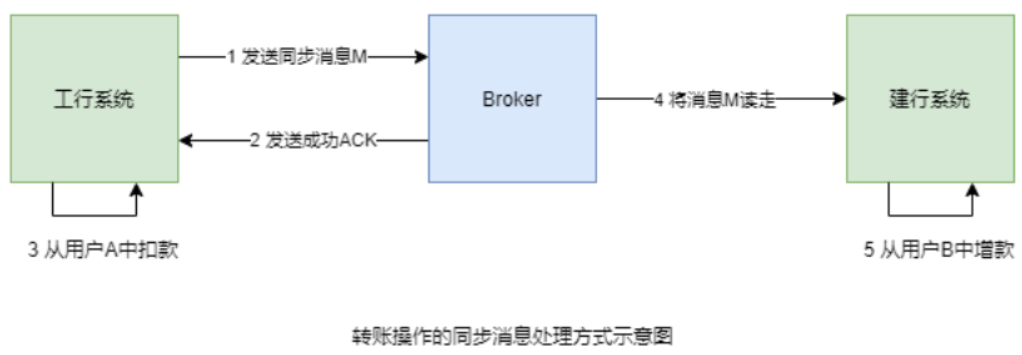 1 发送同步消息M
工行系统
Broker
4 将消息M读走
建行系统
2 发送成功ACK
3 从用户A中扣款
5 从用户B中增款
转账操作的同步消息处理方式示意图